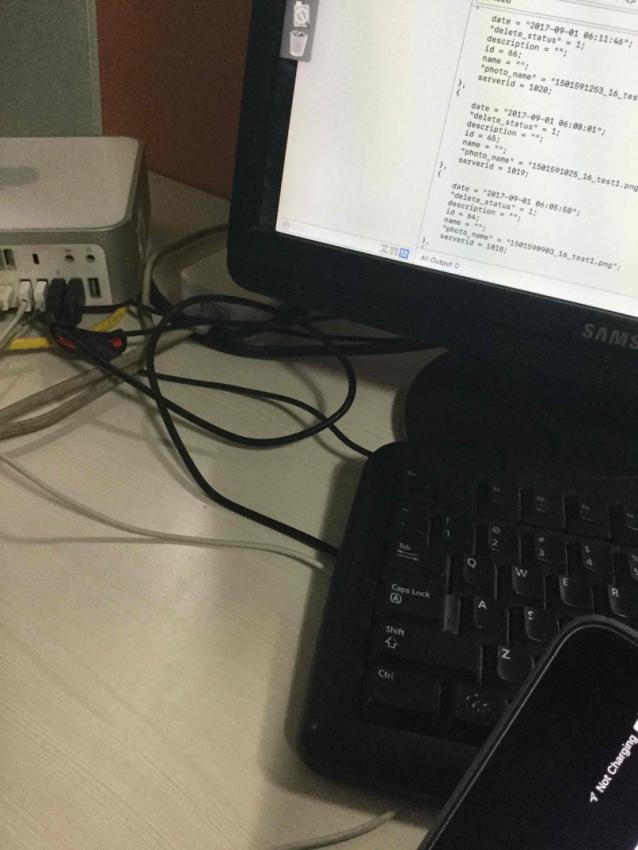 date = "2017-09-01 06:11:46";
"delete_status" = 1;
description = "";
id = 66;
name = "";
"photo_name" = "1501591253_16_test
serverid = 1020;
},
{
date = "2017-09-01 06:08:01";
"delete_status" = 1;
description = "";
id = 65;
name = "";
"photo_name" = "1501591025_16_test1.png
serverid = 1019;
},
{
date = "2017-09-01 06:05:58";
"delete_status" = 1;
description = "";
id = 64;
name = "";
"photo_name" = "1501590903_16_test1.png";
serverid = 1018;
},
All Output
SAMS
1 2 3 4
Tab Q W E R
Caps Lock A S
Shift Z
Ctrl
Not Charging